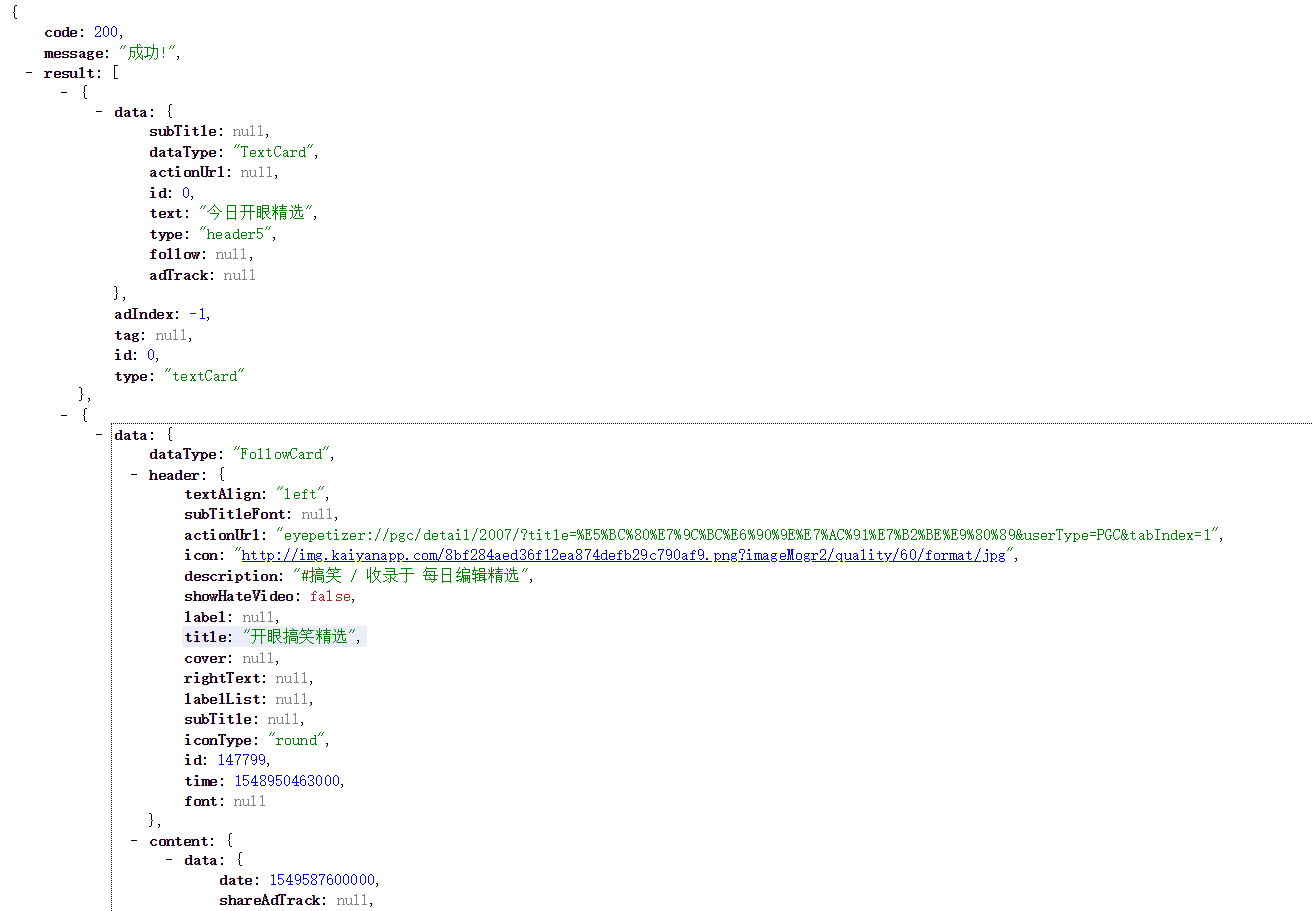 {
code: 200,
message: "成功!",
- result: [
- {
- data: {
subTitle: null,
dataType: "TextCard",
actionUrl: null,
id: 0,
text: "今日开眼精选",
type: "header5",
follow: null,
adTrack: null
},
adIndex: -1,
tag: null,
id: 0,
type: "textCard"
},
- {
- data: {
dataType: "FollowCard",
- header: {
textAlign: "left",
subTitleFont: null,
actionUrl: "eyepetizer://pgc/detail/2007/?title=%E5%BC%80%E7%9C%BC%E6%90%9E%E7%AC%91%E7%B2%BE%E9%80%89&userType=PGC&tabIndex=1",
icon: "http://img.kaiyanapp.com/8bf284aed36f12ea874defb29c790af9.png?imageMogr2/quality/60/format/jpg",
description: "#搞笑 / 收录于 每日编辑精选",
showHateVideo: false,
label: null,
title: "开眼搞笑精选",
cover: null,
rightText: null,
labelList: null,
subTitle: null,
iconType: "round",
id: 147799,
time: 1548950463000,
font: null
},
- content: {
- data: {
date: 1549587600000,
shareAdTrack: null,